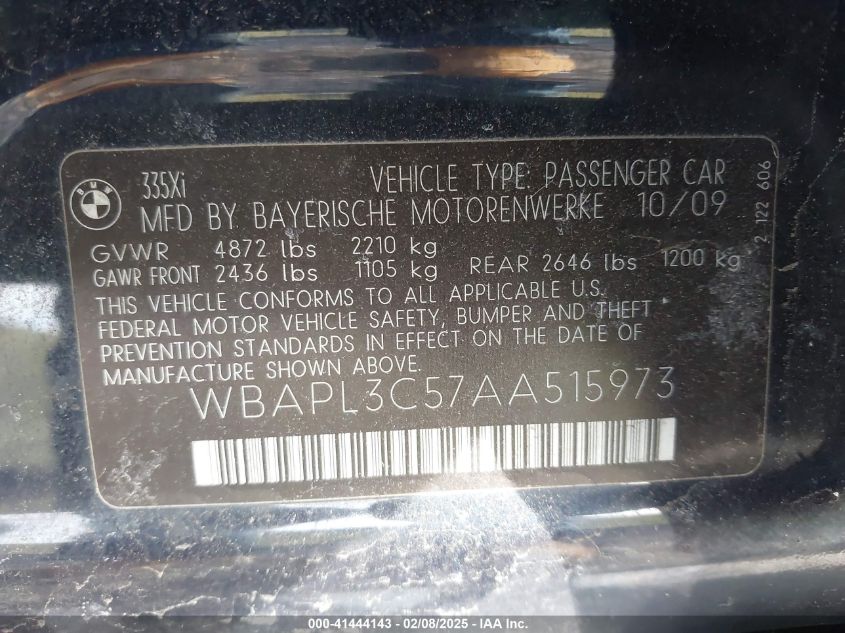 BMW
335Xi
VEHICLE TYPE: PASSENGER CAR
MFD BY: BAYERISCHE MOTORENWERKE 10/09
GVWR 4872 lbs 2210 kg
GAWR FRONT 2436 lbs 1105 kg REAR 2646 lbs 1200 kg
THIS VEHICLE CONFORMS TO ALL APPLICABLE U.S.
FEDERAL MOTOR VEHICLE SAFETY, BUMPER AND THEFT
PREVENTION STANDARDS IN EFFECT ON THE DATE OF
MANUFACTURE SHOWN ABOVE.
WBAPL3C57AA515973
2 122 606
000-41444143 - 02/08/2025 - IAA Inc.